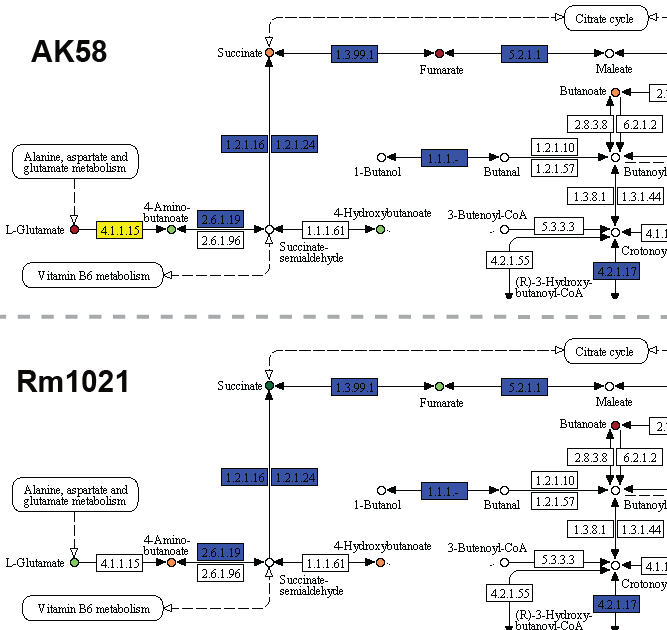 Citrate cycle
AK58
Succinate
1.3.99.1
5.2.1.1
Fumarate
Maleate
Butanoate
2.
2.8.3.8
6.2.1.2
Alanine, aspartate and
glutamate metabolism
1.2.1.16
1.2.1.24
1.1.1.-
1.2.1.10
1.2.1.57
1-Butanol
Butanal
Butanoyl
1.3.8.1
1.3.1.44
4-Amino-
butanoate
2.6.1.19
4-Hydroxybutanoate
3-Butenoyl-CoA
5.3.3.3
L-Glutamate
4.1.1.15
2.6.1.96
1.1.1.61
4.1.1
Succinate-
semialdehyde
Crotonoy
4.2.1.55
4.2.1.17
Vitamin B6 metabolism
(R)-3-Hydroxy-
butanoyl-CoA
Citrate cycle
Rm1021
Succinate
1.3.99.1
5.2.1.1
Fumarate
Maleate
Butanoate
2.
2.8.3.8
6.2.1.2
Alanine, aspartate and
glutamate metabolism
1.2.1.16
1.2.1.24
1.1.1.-
1.2.1.10
1.2.1.57
1-Butanol
Butanal
Butanoyl
1.3.8.1
1.3.1.44
4-Amino-
butanoate
2.6.1.19
4-Hydroxybutanoate
3-Butenoyl-CoA
5.3.3.3
L-Glutamate
4.1.1.15
2.6.1.96
1.1.1.61
4.1.1
Succinate-
semialdehyde
Crotonoy
4.2.1.55
4.2.1.17
Vitamin B6 metabolism
(R)-3-Hydroxy-
butanoyl-CoA